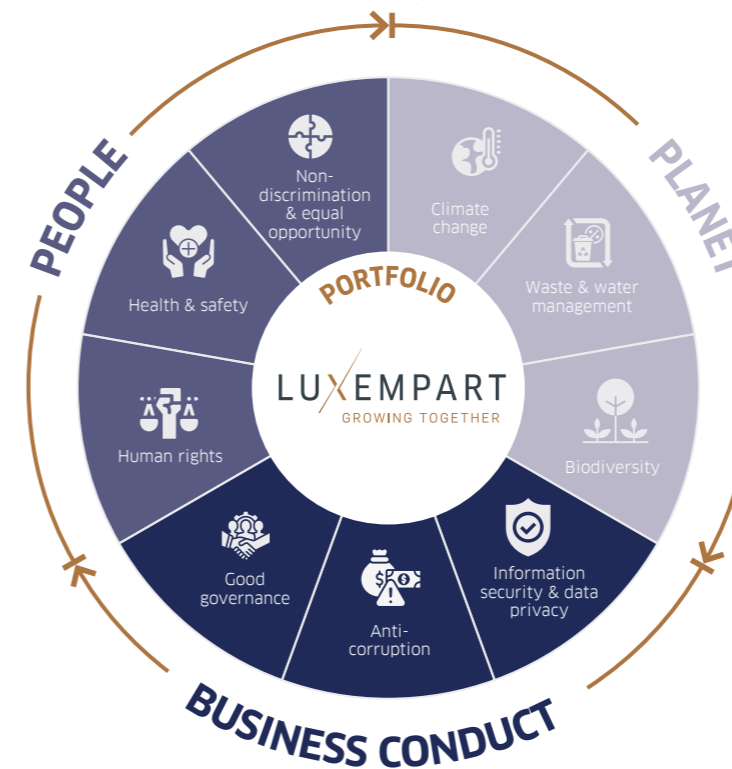 PEOPLE
PLANET
BUSINESS CONDUCT
Non-
discrimination
& equal
opportunity
Climate
change
Waste & water
management
Biodiversity
Information
security & data
privacy
Anti-
corruption
Good
governance
Human rights
Health & safety
PORTFOLIO
LUXEMPART
GROWING TOGETHER
$
$
!